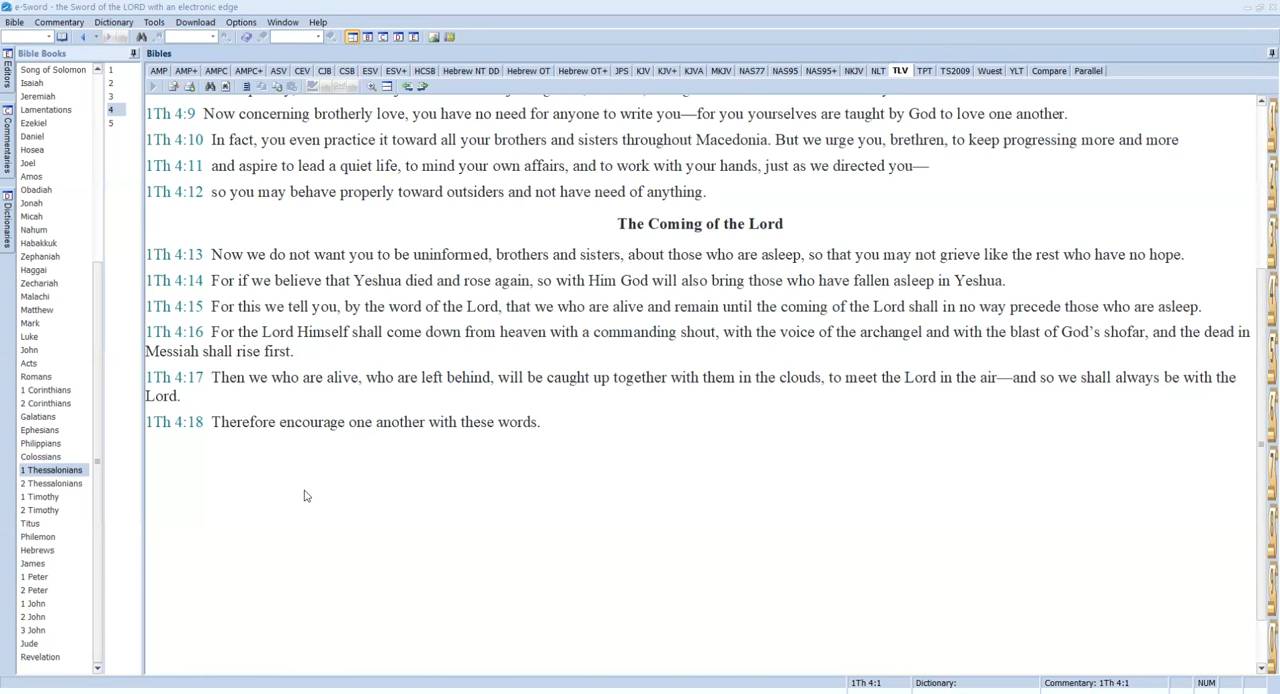 e-Sword - the Sword of the LORD with an electronic edge
Bible Commentary Dictionary Tools Download Options Window Help
B C D E
Bible Books
Bibles
AMP AMP+ AMPC AMPC+ ASV CEV CJB CSB ESV ESV+ HCSB Hebrew NT DD Hebrew OT Hebrew OT+ JPS KJV KJV+ KJVA MKJV NAS77 NAS95 NAS95+ NKJV NLT TLV TPT TS2009 Wuest YLT Compare Parallel
Editors
Commentaries
Dictionaries
Song of Solomon
Isaiah
Jeremiah
Lamentations
Ezekiel
Daniel
Hosea
Joel
Amos
Obadiah
Jonah
Micah
Nahum
Habakkuk
Zephaniah
Haggai
Zechariah
Malachi
Matthew
Mark
Luke
John
Acts
Romans
1 Corinthians
2 Corinthians
Galatians
Ephesians
Philippians
Colossians
1 Thessalonians
2 Thessalonians
1 Timothy
2 Timothy
Titus
Philemon
Hebrews
James
1 Peter
2 Peter
1 John
2 John
3 John
Jude
Revelation
1
2
3
4
5
1Th 4:9 Now concerning brotherly love, you have no need for anyone to write you—for you yourselves are taught by God to love one another.
1Th 4:10 In fact, you even practice it toward all your brothers and sisters throughout Macedonia. But we urge you, brethren, to keep progressing more and more
1Th 4:11 and aspire to lead a quiet life, to mind your own affairs, and to work with your hands, just as we directed you—
1Th 4:12 so you may behave properly toward outsiders and not have need of anything.
The Coming of the Lord
1Th 4:13 Now we do not want you to be uninformed, brothers and sisters, about those who are asleep, so that you may not grieve like the rest who have no hope.
1Th 4:14 For if we believe that Yeshua died and rose again, so with Him God will also bring those who have fallen asleep in Yeshua.
1Th 4:15 For this we tell you, by the word of the Lord, that we who are alive and remain until the coming of the Lord shall in no way precede those who are asleep.
1Th 4:16 For the Lord Himself shall come down from heaven with a commanding shout, with the voice of the archangel and with the blast of God’s shofar, and the dead in
Messiah shall rise first.
1Th 4:17 Then we who are alive, who are left behind, will be caught up together with them in the clouds, to meet the Lord in the air—and so we shall always be with the
Lord.
1Th 4:18 Therefore encourage one another with these words.
1Th 4:1 Dictionary: Commentary: 1Th 4:1 NUM